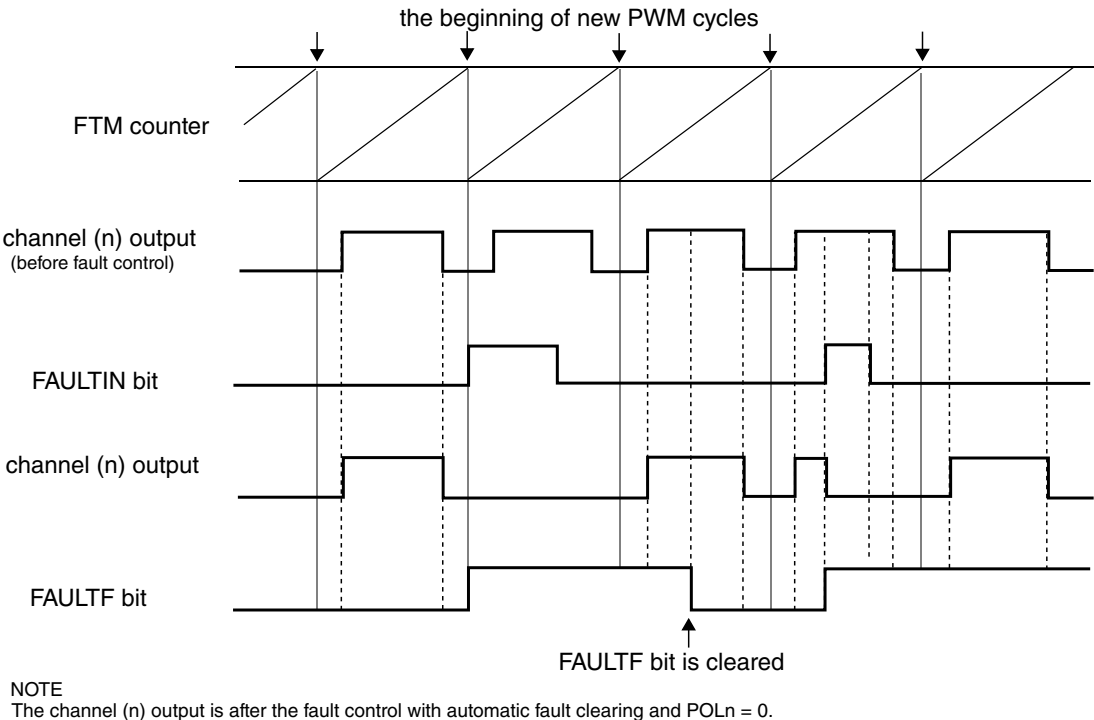 the beginning of new PWM cycles
FTM counter
channel (n) output
(before fault control)
FAULTIN bit
channel (n) output
FAULTF bit
FAULTF bit is cleared
NOTE
The channel (n) output is after the fault control with automatic fault clearing and POLn = 0.